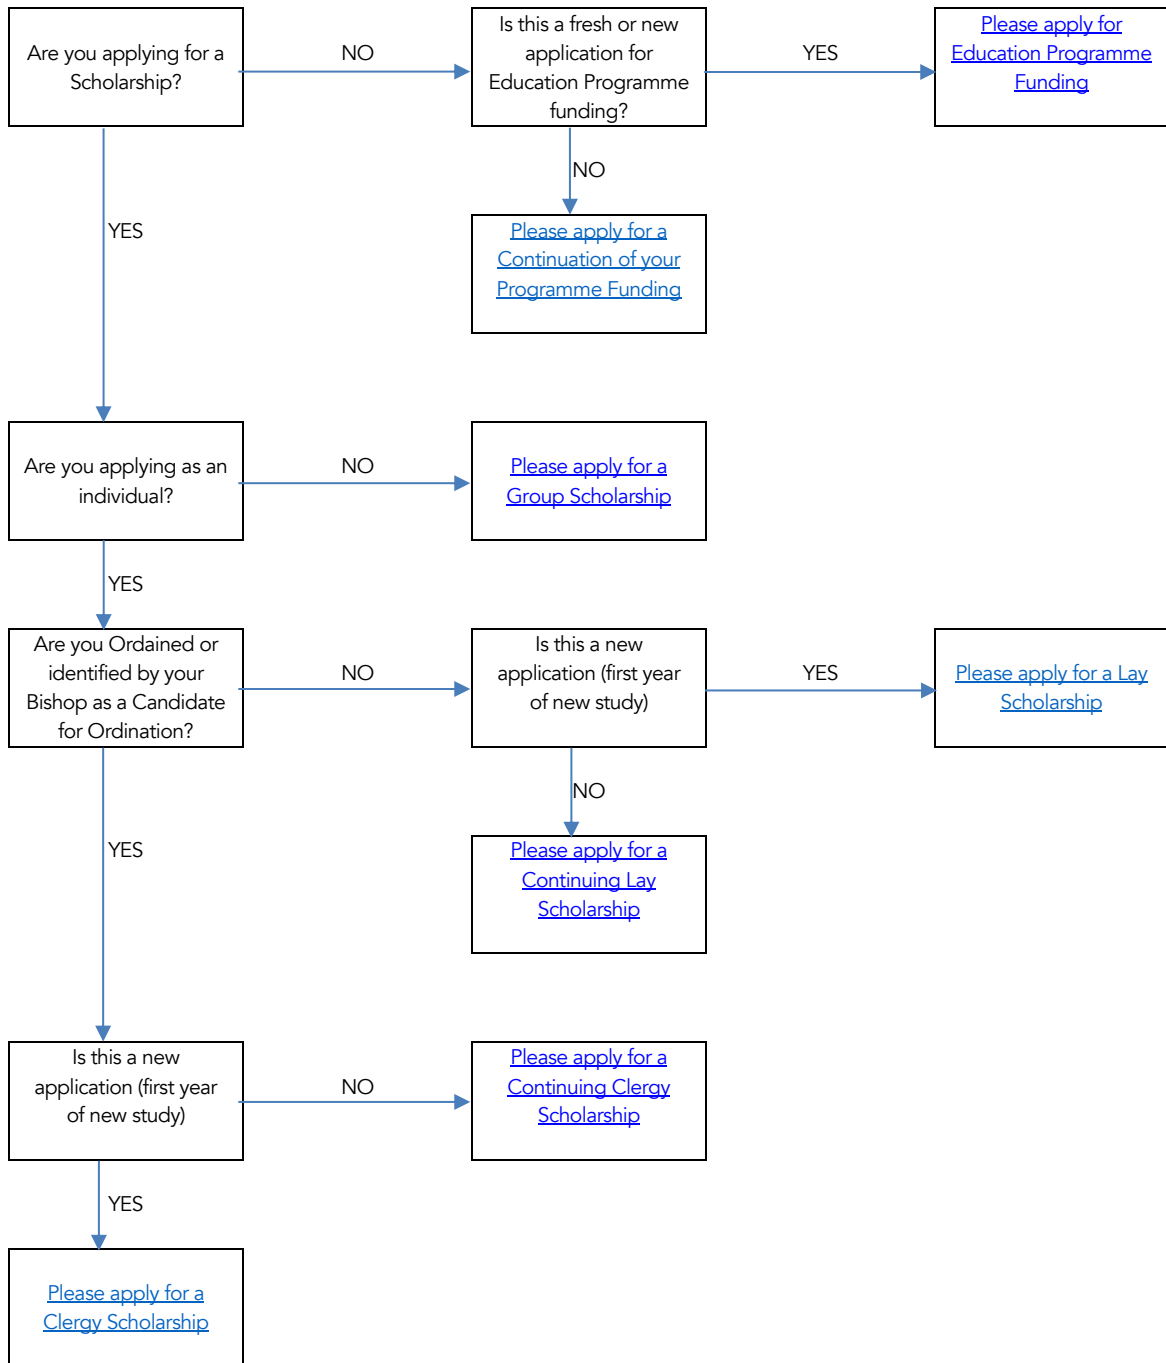 Are you applying for a
Scholarship?
NO
Is this a fresh or new
application for
Education Programme
funding?
YES
Please apply for
Education Programme
Funding
NO
Please apply for a
Continuation of your
Programme Funding
YES
Are you applying as an
individual?
NO
Please apply for a
Group Scholarship
YES
Are you Ordained or
identified by your
Bishop as a Candidate
for Ordination?
NO
Is this a new
application (first year
of new study)
YES
Please apply for a Lay
Scholarship
NO
Please apply for a
Continuing Lay
Scholarship
YES
Is this a new
application (first year
of new study)
NO
Please apply for a
Continuing Clergy
Scholarship
YES
Please apply for a
Clergy Scholarship